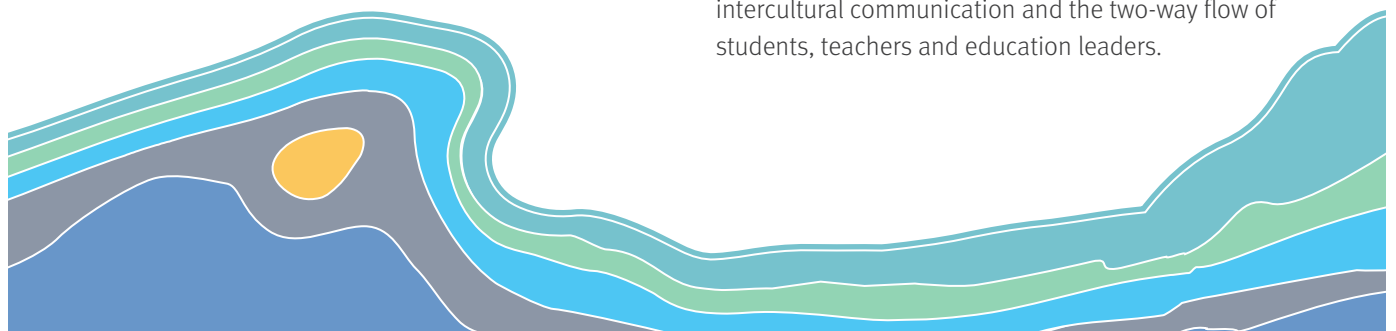 intercultural communication and the two-way flow of
students, teachers and education leaders.